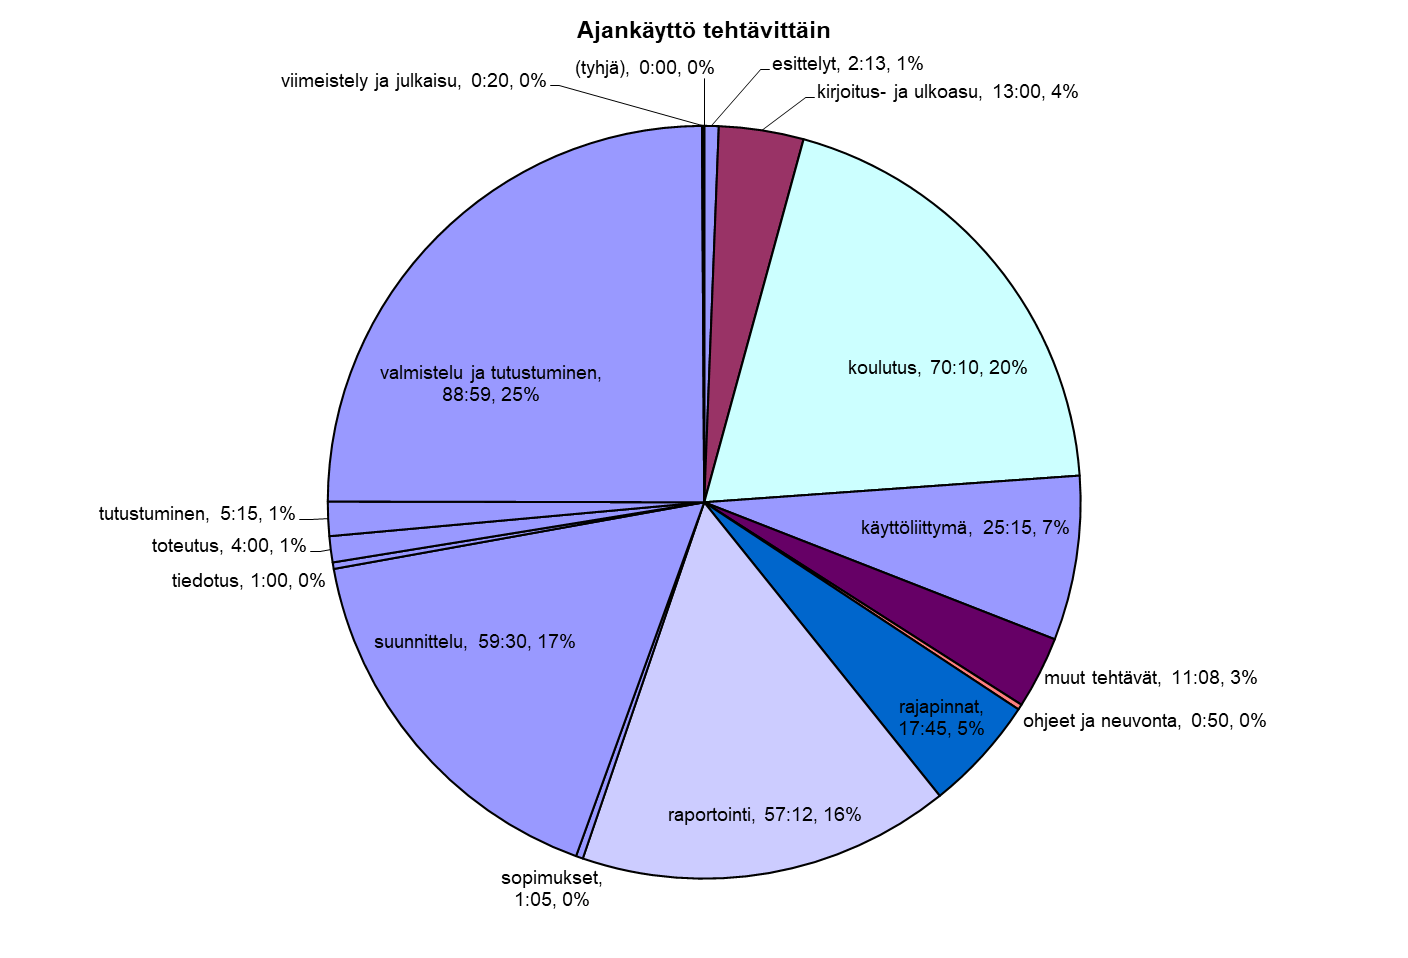 Ajankäyttö tehtävittäin
viimeistely ja julkaisu, 0:20, 0%
(tyhjä), 0:00, 0%
esittelyt, 2:13, 1%
kirjoitus- ja ulkoasu, 13:00, 4%
koulutus, 70:10, 20%
käyttöliittymä, 25:15, 7%
muut tehtävät, 11:08, 3%
ohjeet ja neuvonta, 0:50, 0%
rajapinnat,
17:45, 5%
raportointi, 57:12, 16%
sopimukset,
1:05, 0%
suunnittelu, 59:30, 17%
tiedotus, 1:00, 0%
toteutus, 4:00, 1%
tutustuminen, 5:15, 1%
valmistelu ja tutustuminen,
88:59, 25%